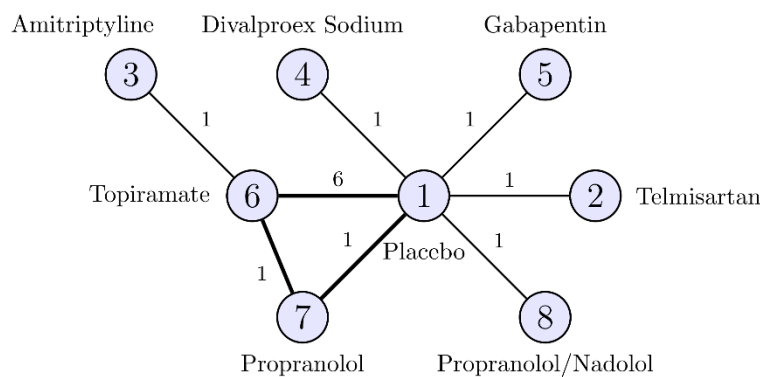 Amitriptyline Divalproex Sodium Gabapentin
3 4 5
1 1 1
Topiramate 6 6 1 1 2 Telmisartan
1 1 1
Placebo
7 8
Propranolol Propranolol/Nadolol